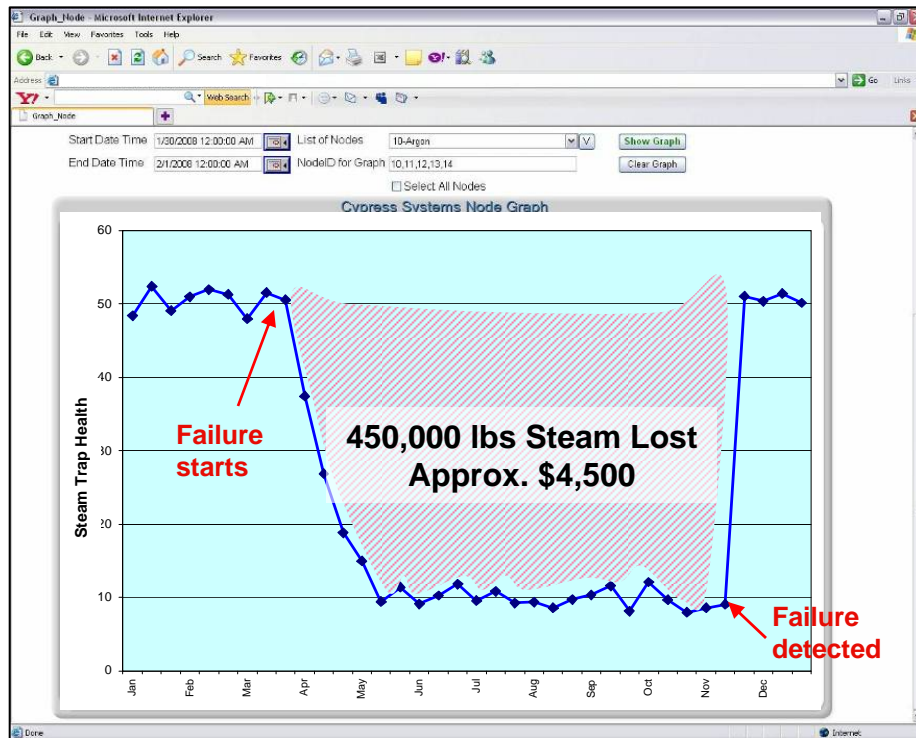 Graph_Node - Microsoft Internet Explorer
File Edit View Favorites Tools Help
Back Search Favorites
Address Go Links
Y! Web Search
Graph_Node
Start Date Time 1/30/2008 12:00:00 AM List of Nodes 10-Argon V Show Graph
End Date Time 2/1/2008 12:00:00 AM NodeID for Graph 10,11,12,13,14 Clear Graph
Select All Nodes
Cypress Systems Node Graph
60
50
40
30
20
10
0
Steam Trap Health
Failure
starts
450,000 lbs Steam Lost
Approx. $4,500
Failure
detected
Jan Feb Mar Apr May Jun Jul Aug Sep Oct Nov Dec
Done Internet